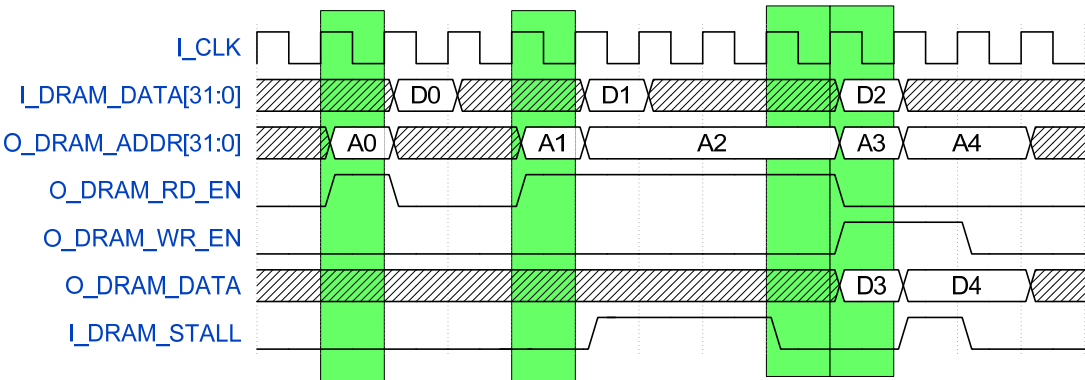 I_CLK
I_DRAM_DATA[31:0] D0 D1 D2
O_DRAM_ADDR[31:0] A0 A1 A2 A3 A4
O_DRAM_RD_EN
O_DRAM_WR_EN
O_DRAM_DATA D3 D4
I_DRAM_STALL